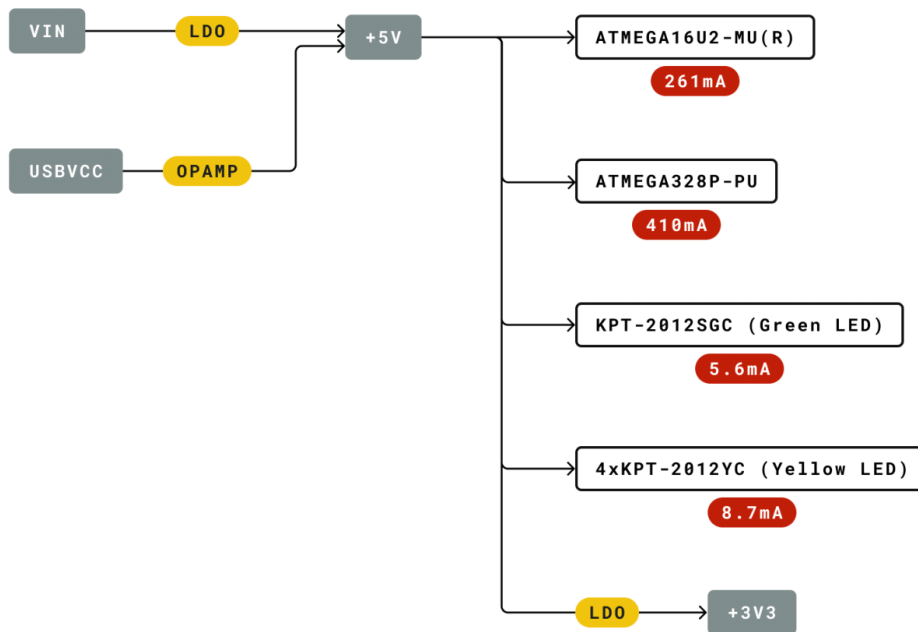 VIN
LDO
+5V
USBVCC
OPAMP
ATMEGA16U2-MU(R)
261mA
ATMEGA328P-PU
410mA
KPT-2012SGC (Green LED)
5.6mA
4xKPT-2012YC (Yellow LED)
8.7mA
LDO
+3V3